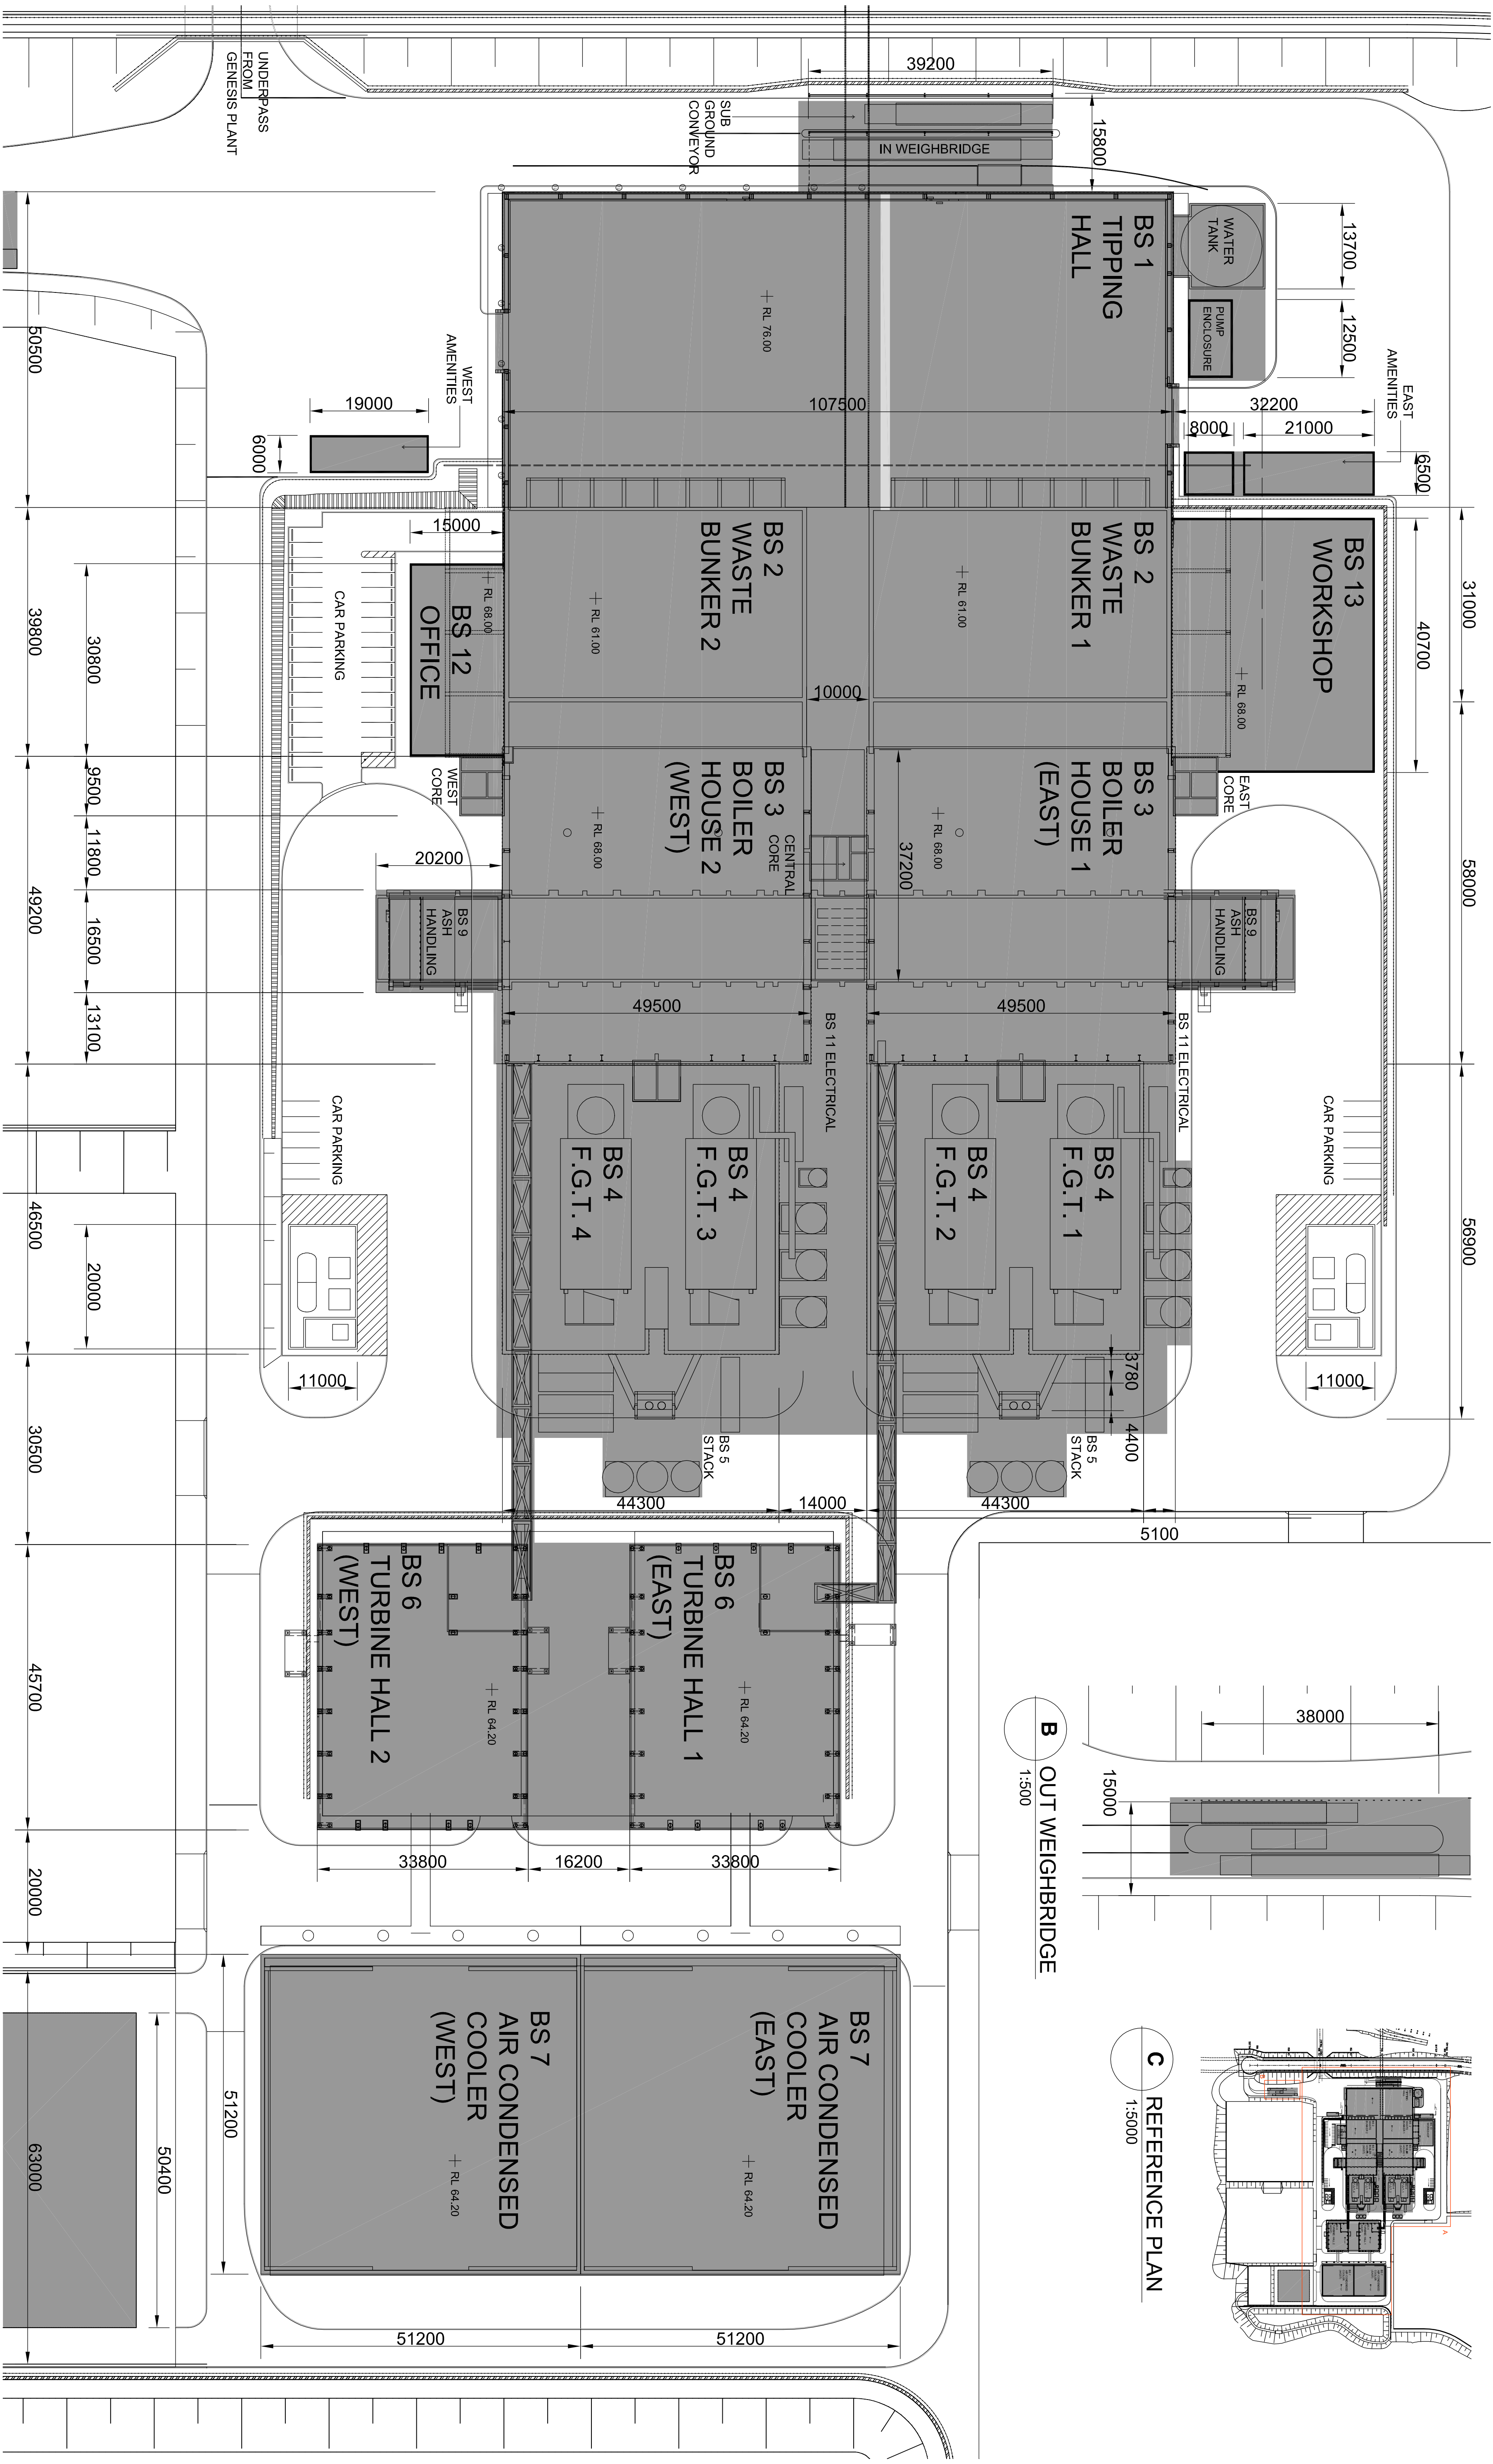 UNDERPASS
FROM
GENESIS PLANT
39200
SUB
GROUND
CONVEYOR
IN WEIGHBRIDGE
15800
BS 1
TIPPING
HALL
RL 76.00
WATER
TANK
13700
PUMP
ENCLOSURE
12500
EAST
AMENITIES
WEST
AMENITIES
50500
19000
6000
107500
32200
8000
21000
6500
15000
BS 2
WASTE
BUNKER 2
RL 61.00
BS 2
WASTE
BUNKER 1
RL 61.00
BS 13
WORKSHOP
RL 68.00
40700
31000
39800
30800
CAR PARKING
BS 12
OFFICE
RL 68.00
10000
9500
WEST
CORE
EAST
CORE
BS 3
BOILER
HOUSE 2
(WEST)
RL 68.00
CENTRAL
CORE
37200
BS 3
BOILER
HOUSE 1
(EAST)
RL 68.00
58000
11800
49200
16500
13100
20200
BS 9
ASH
HANDLING
BS 9
ASH
HANDLING
49500
49500
BS 11 ELECTRICAL
BS 11 ELECTRICAL
CAR PARKING
CAR PARKING
BS 4
F.G.T. 4
BS 4
F.G.T. 3
BS 4
F.G.T. 2
BS 4
F.G.T. 1
46500
20000
56900
11000
11000
3780
4400
30500
BS 5
STACK
BS 5
STACK
44300
14000
44300
5100
BS 6
TURBINE HALL 2
(WEST)
RL 64.20
BS 6
TURBINE HALL 1
(EAST)
RL 64.20
45700
33800
16200
33800
20000
38000
15000
B
OUT WEIGHBRIDGE
1:500
BS 7
AIR CONDENSED
COOLER
(WEST)
RL 64.20
BS 7
AIR CONDENSED
COOLER
(EAST)
RL 64.20
51200
50400
63000
51200
51200
C
REFERENCE PLAN
1:5000
A